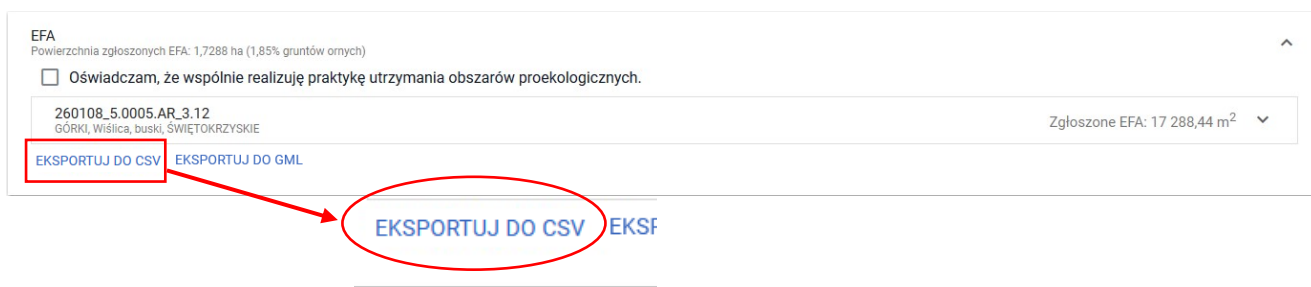 EFA
Powierzchnia zgłoszonych EFA: 1,7288 ha (1,85% gruntów ornych)
Oświadczam, że wspólnie realizuję praktykę utrzymania obszarów proekologicznych.
260108_5.0005.AR_3.12
GÓRKI, Wiślica, buski, ŚWIĘTOKRZYSKIE
Zgłoszone EFA: 17 288,44 m²
EKSPORTUJ DO CSV EKSPORTUJ DO GML
EKSPORTUJ DO CSV EKSP